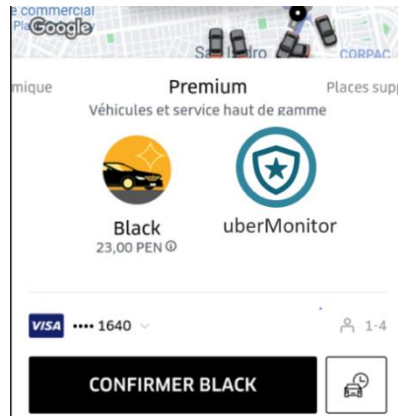 e commercial
Pla
Google
San Isidro
CORPAC
mique
Premium
Places supp
Véhicules et service haut de gamme
Black
uberMonitor
23,00 PEN
VISA •••• 1640
1-4
CONFIRMER BLACK